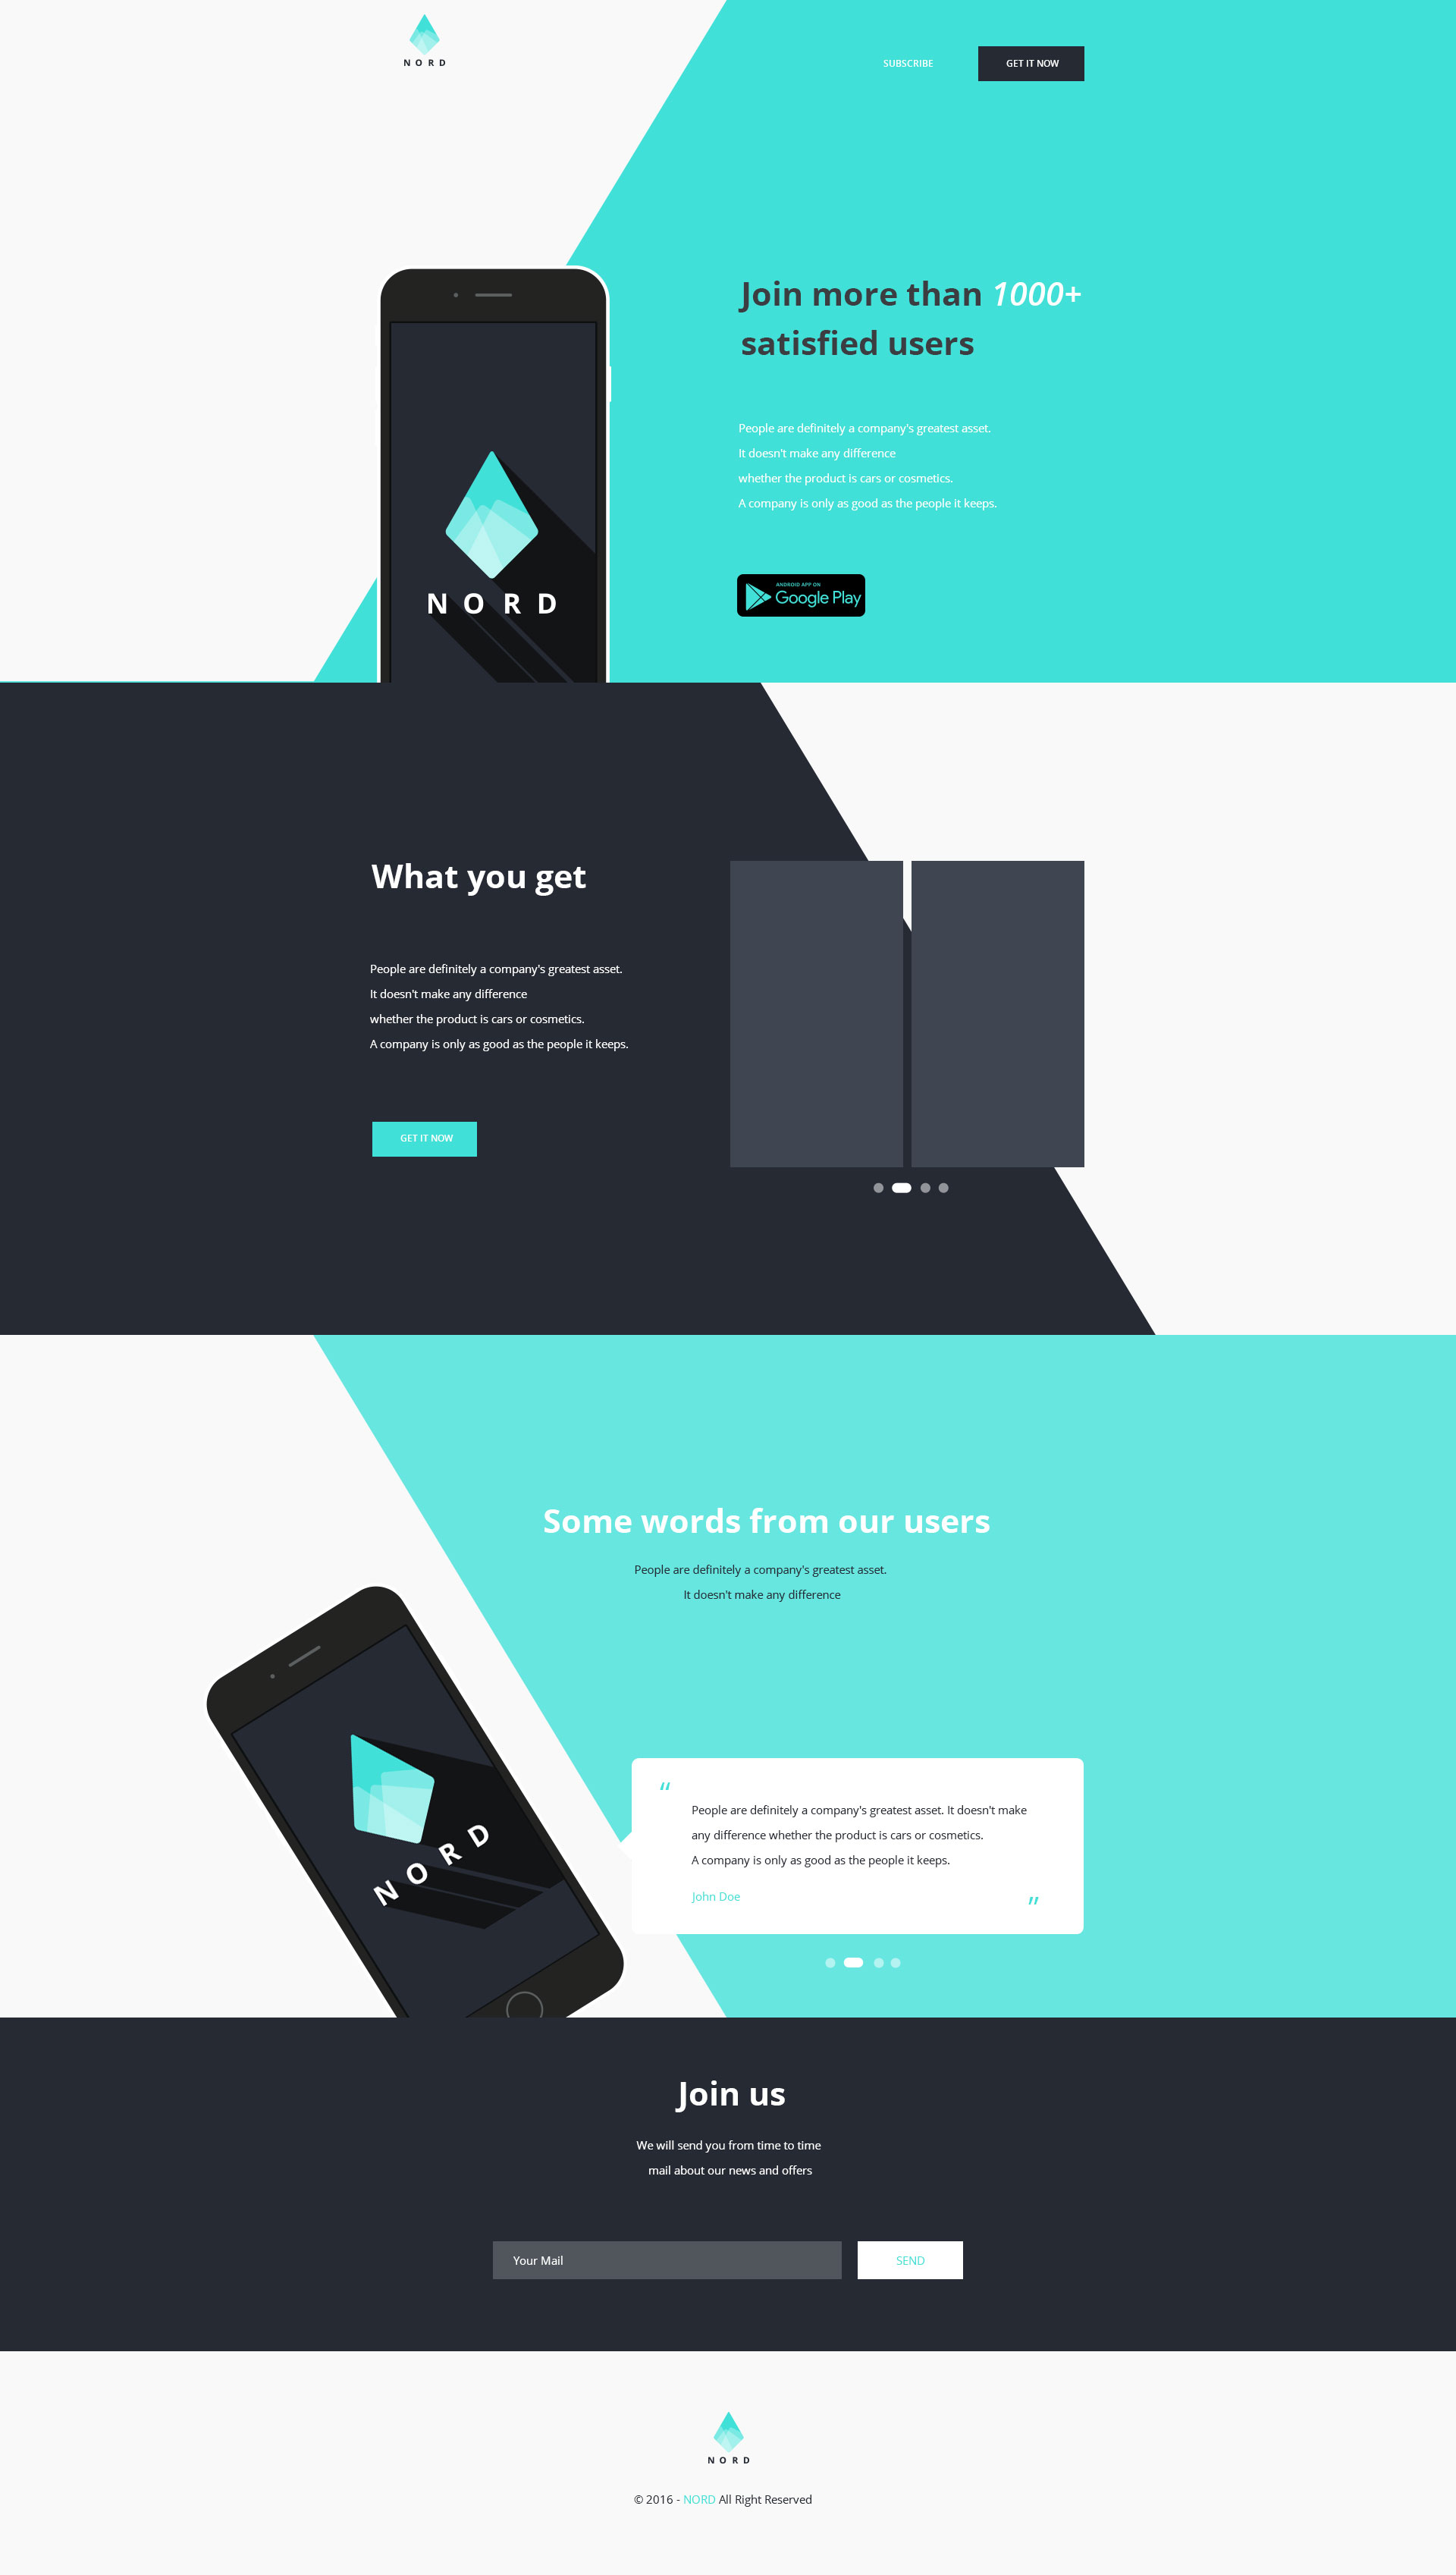 NORD
SUBSCRIBE
GET IT NOW
Join more than 1000+
satisfied users
People are definitely a company's greatest asset.
It doesn't make any difference
whether the product is cars or cosmetics.
A company is only as good as the people it keeps.
ANDROID APP ON
Google Play
NORD
What you get
People are definitely a company's greatest asset.
It doesn't make any difference
whether the product is cars or cosmetics.
A company is only as good as the people it keeps.
GET IT NOW
Some words from our users
People are definitely a company's greatest asset.
It doesn't make any difference
NORD
“
People are definitely a company's greatest asset. It doesn't make
any difference whether the product is cars or cosmetics.
A company is only as good as the people it keeps.
John Doe
”
Join us
We will send you from time to time
mail about our news and offers
Your Mail
SEND
NORD
© 2016 - NORD All Right Reserved